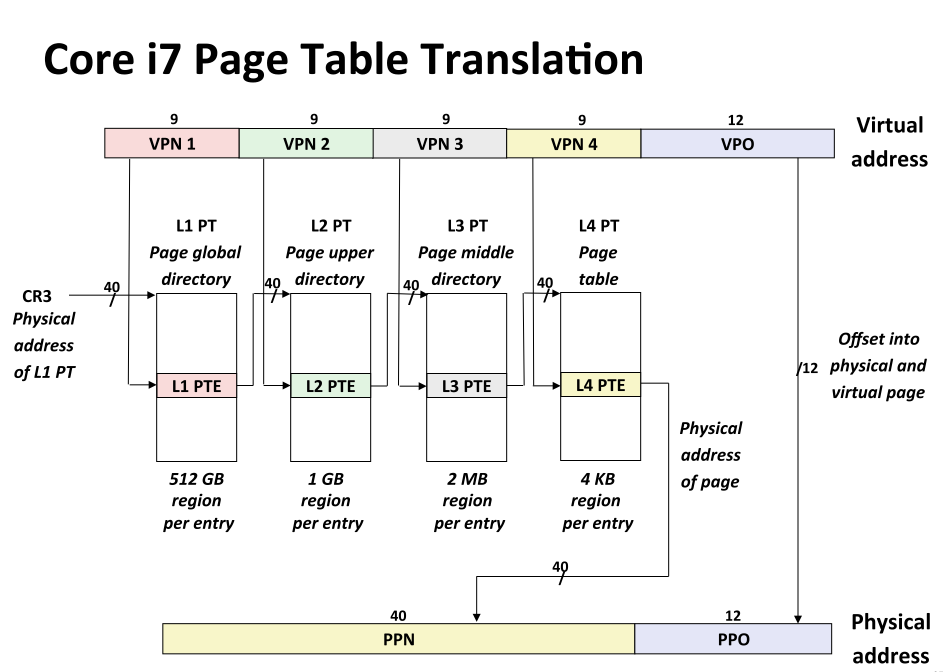 Core i7 Page Table Translation
9 9 9 9 12
VPN 1 VPN 2 VPN 3 VPN 4 VPO
Virtual
address
L1 PT
Page global
directory
L2 PT
Page upper
directory
L3 PT
Page middle
directory
L4 PT
Page
table
CR3
Physical
address
of L1 PT
40
40
40
40
L1 PTE
L2 PTE
L3 PTE
L4 PTE
/12
Offset into
physical and
virtual page
512 GB
region
per entry
1 GB
region
per entry
2 MB
region
per entry
4 KB
region
per entry
Physical
address
of page
40
40 12
PPN PPO
Physical
address